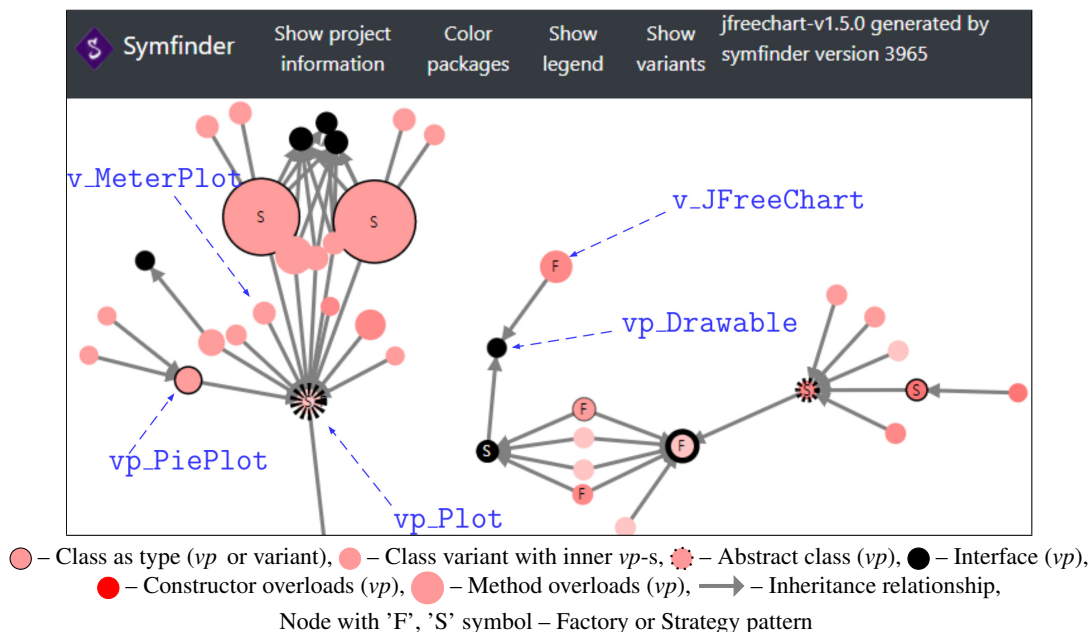 Symfinder
Show project information
Color packages
Show legend
Show variants
jfreechart-v1.5.0 generated by
symfinder version 3965
v_MeterPlot
S
S
v_JFreeChart
F
vp_Drawable
vp_PiePlot
S
vp_Plot
F
S
F
F
S
S
– Class as type (vp or variant), – Class variant with inner vp-s, – Abstract class (vp), – Interface (vp),
– Constructor overloads (vp), – Method overloads (vp), – Inheritance relationship,
Node with 'F', 'S' symbol – Factory or Strategy pattern